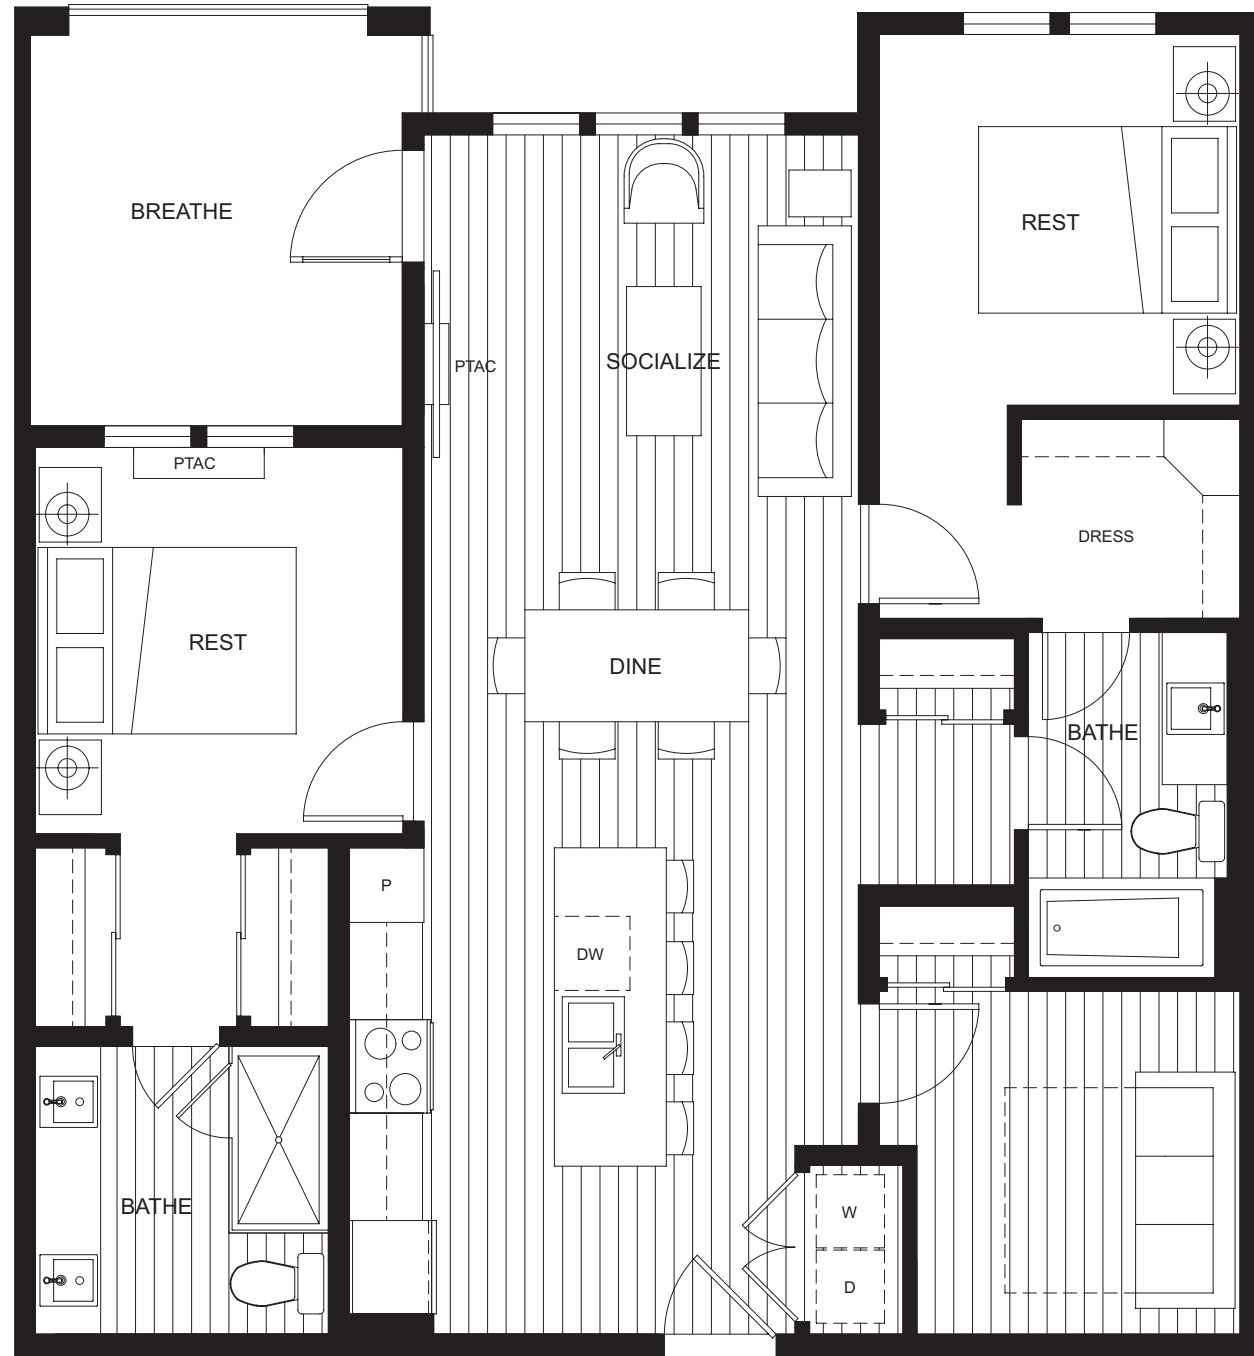 BREATHE
REST
PTAC
SOCIALIZE
PTAC
DRESS
REST
DINE
BATHE
P
DW
BATHE
W
D